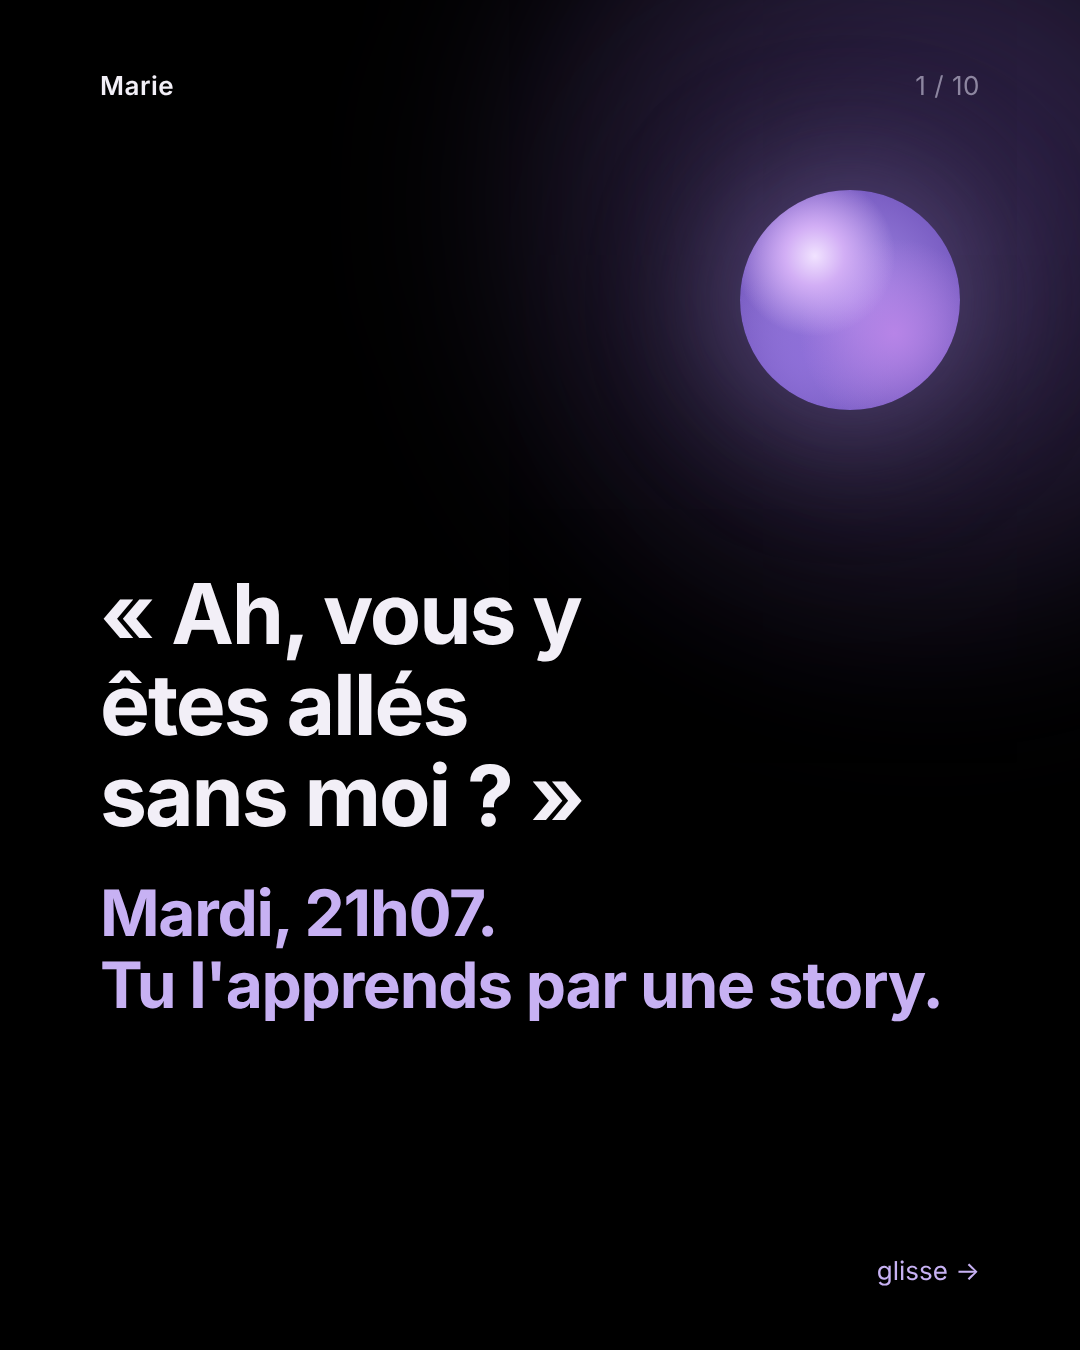 Marie
1 / 10
« Ah, vous y
êtes allés
sans moi ? »
Mardi, 21h07.
Tu l'apprends par une story.
glisse →